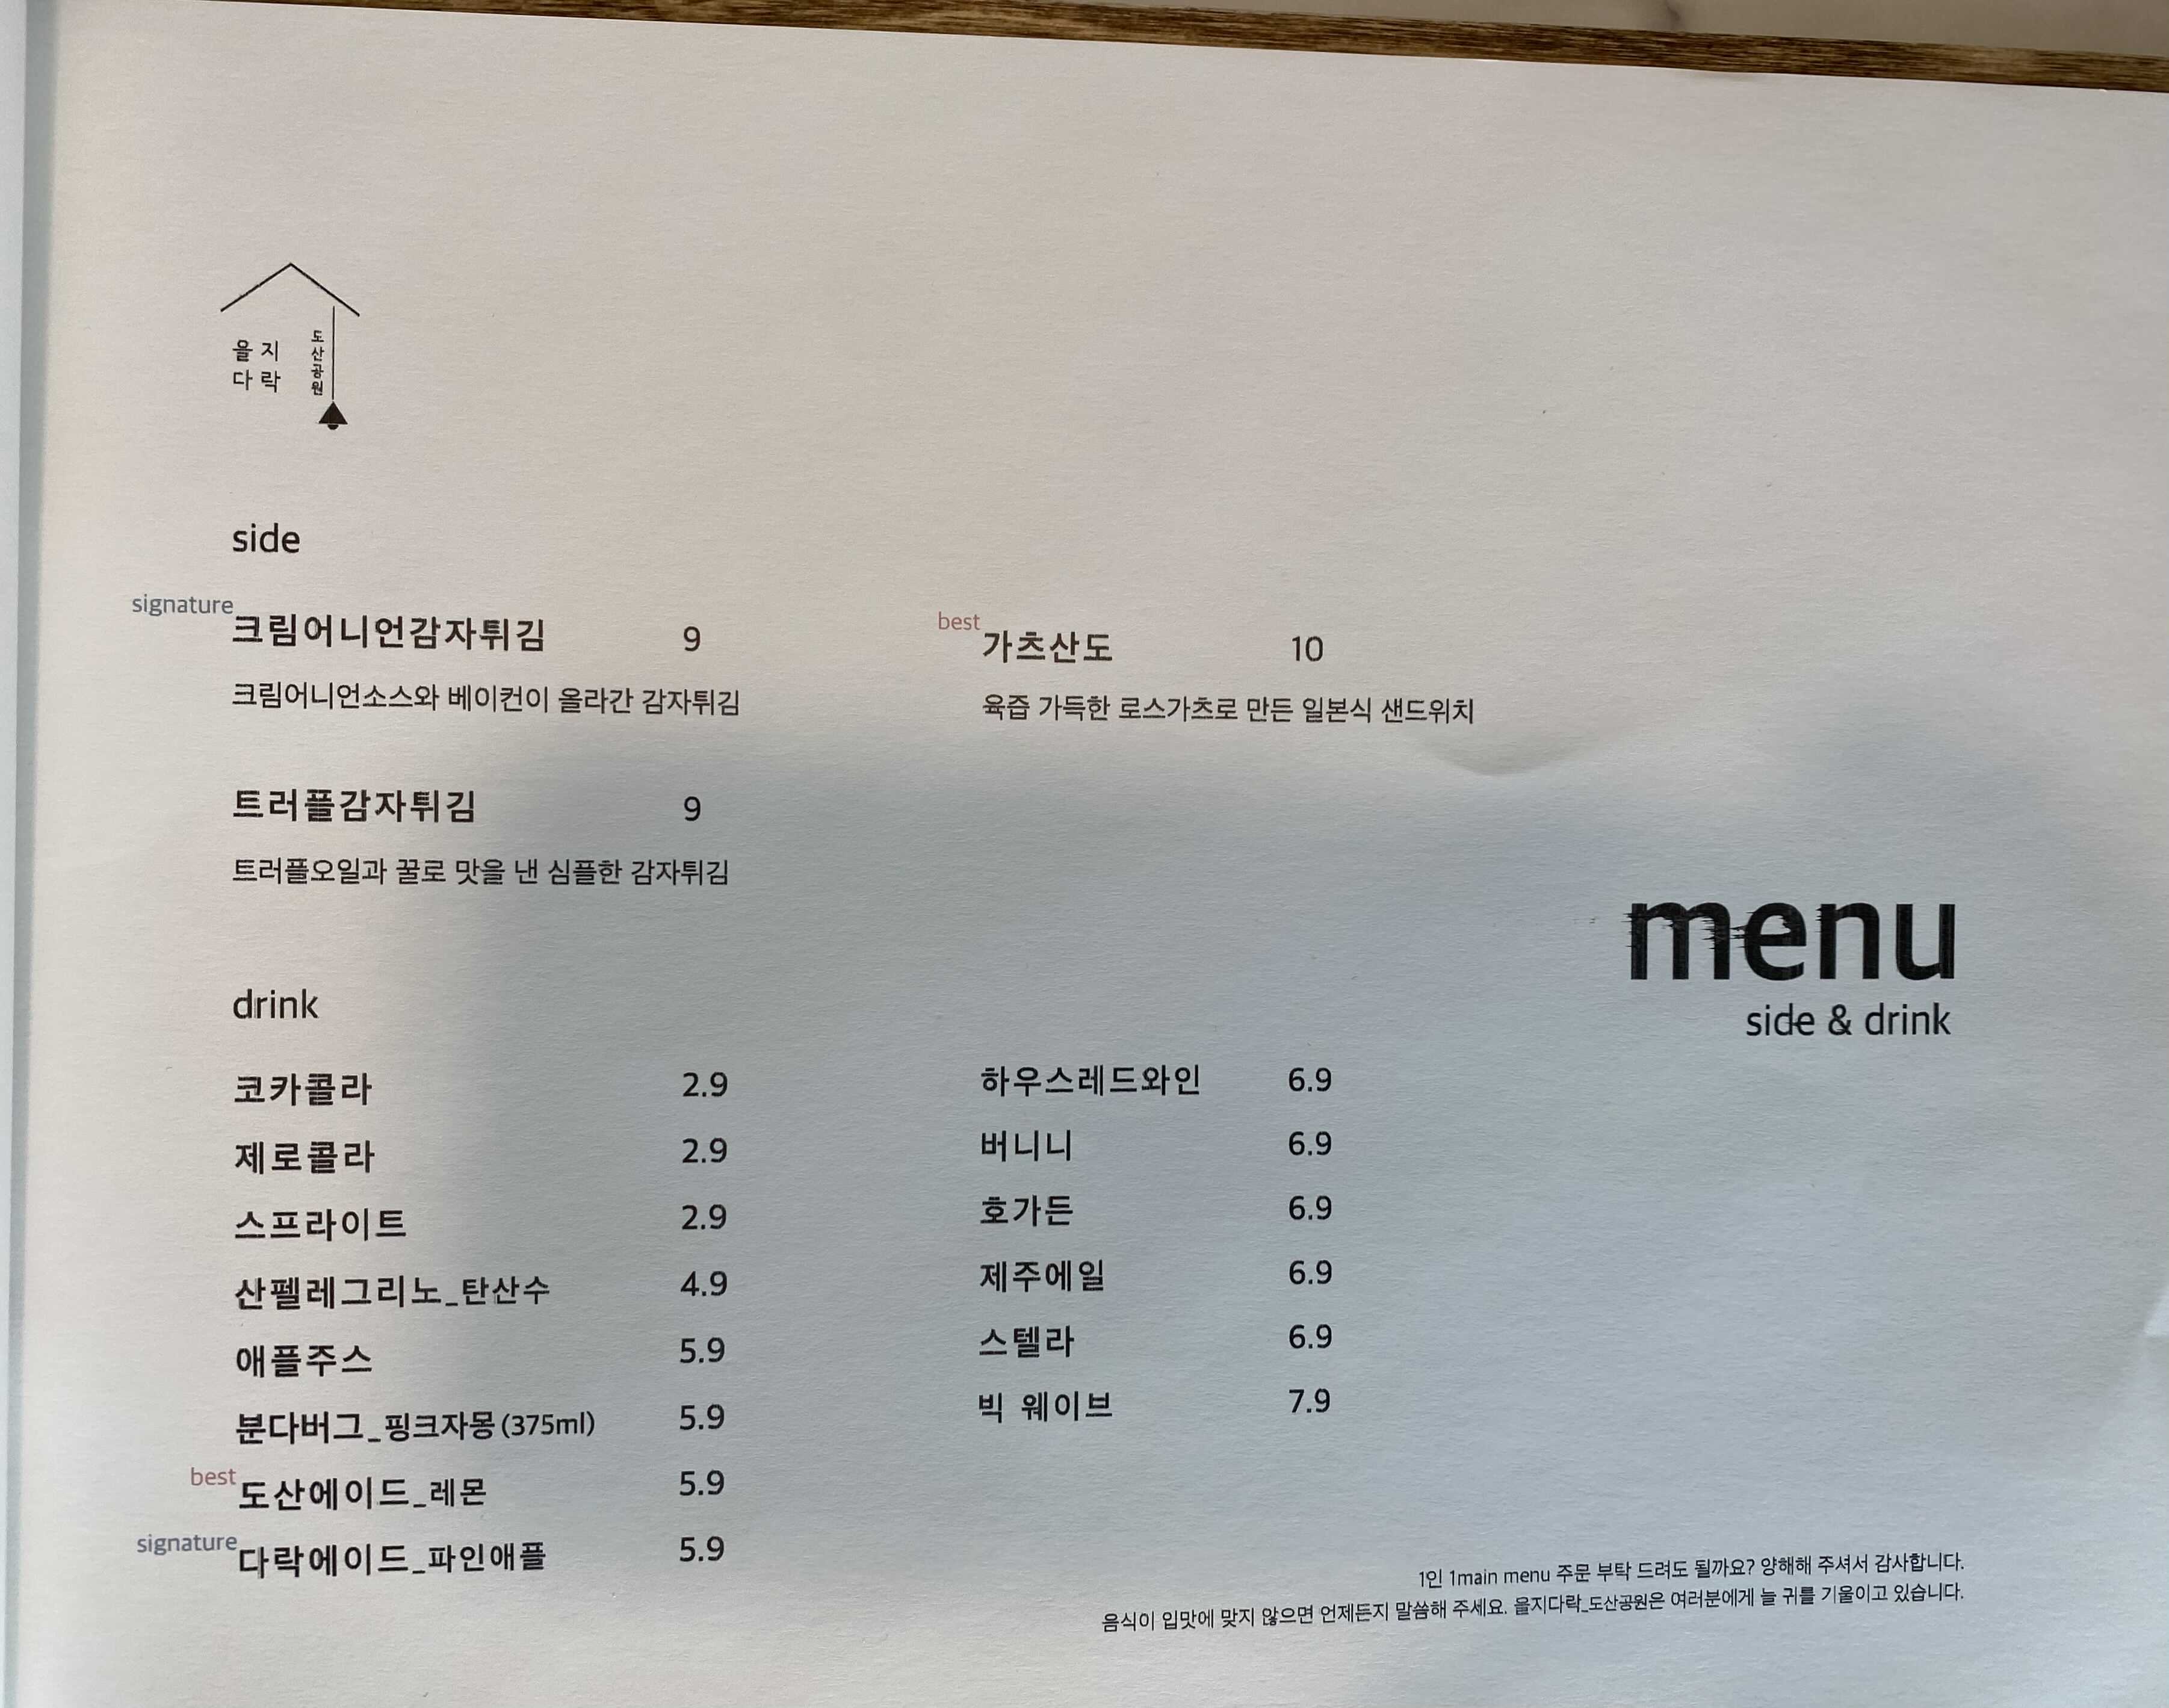 을지
다락
도산공원
side
signature
크림어니언감자튀김 9
크림어니언소스와 베이컨이 올라간 감자튀김
best
가츠산도 10
육즙 가득한 로스가츠로 만든 일본식 샌드위치
트러플감자튀김 9
트러플오일과 꿀로 맛을 낸 심플한 감자튀김
menu
side & drink
drink
코카콜라 2.9
제로콜라 2.9
스프라이트 2.9
산펠레그리노_탄산수 4.9
애플주스 5.9
분다버그_핑크자몽(375ml) 5.9
best
도산에이드_레몬 5.9
signature
다락에이드_파인애플 5.9
하우스레드와인 6.9
버니니 6.9
호가든 6.9
제주에일 6.9
스텔라 6.9
빅 웨이브 7.9
1인 1main menu 주문 부탁 드려도 될까요? 양해해 주셔서 감사합니다.
음식이 입맛에 맞지 않으면 언제든지 말씀해 주세요. 을지다락_도산공원은 여러분에게 늘 귀를 기울이고 있습니다.